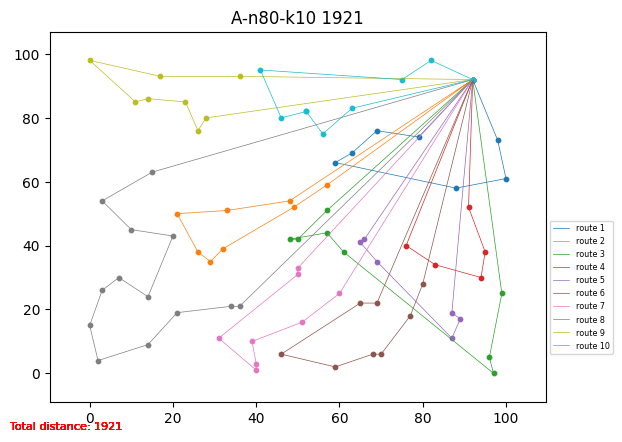 A-n80-k10 1921
100
80
60
40
20
0
0 20 40 60 80 100
route 1
route 2
route 3
route 4
route 5
route 6
route 7
route 8
route 9
route 10
Total distance: 1921